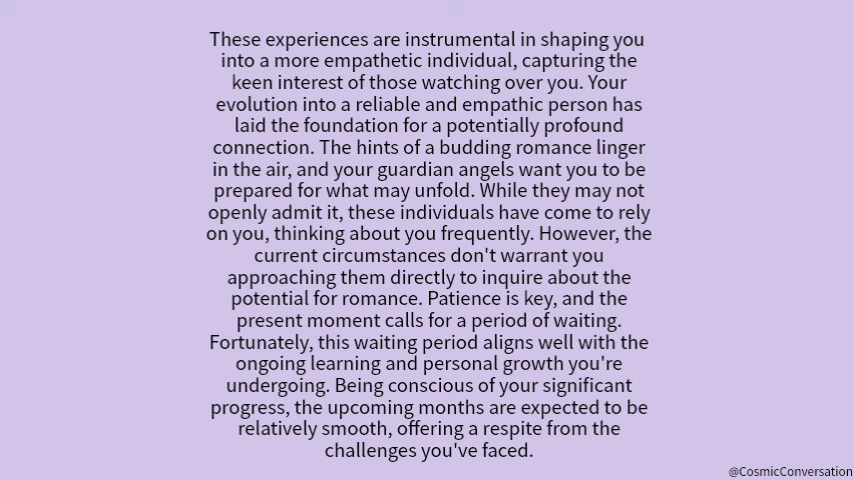 These experiences are instrumental in shaping you
into a more empathetic individual, capturing the
keen interest of those watching over you. Your
evolution into a reliable and empathic person has
laid the foundation for a potentially profound
connection. The hints of a budding romance linger
in the air, and your guardian angels want you to be
prepared for what may unfold. While they may not
openly admit it, these individuals have come to rely
on you, thinking about you frequently. However, the
current circumstances don't warrant you
approaching them directly to inquire about the
potential for romance. Patience is key, and the
present moment calls for a period of waiting.
Fortunately, this waiting period aligns well with the
ongoing learning and personal growth you're
undergoing. Being conscious of your significant
progress, the upcoming months are expected to be
relatively smooth, offering a respite from the
challenges you've faced.
@CosmicConversation